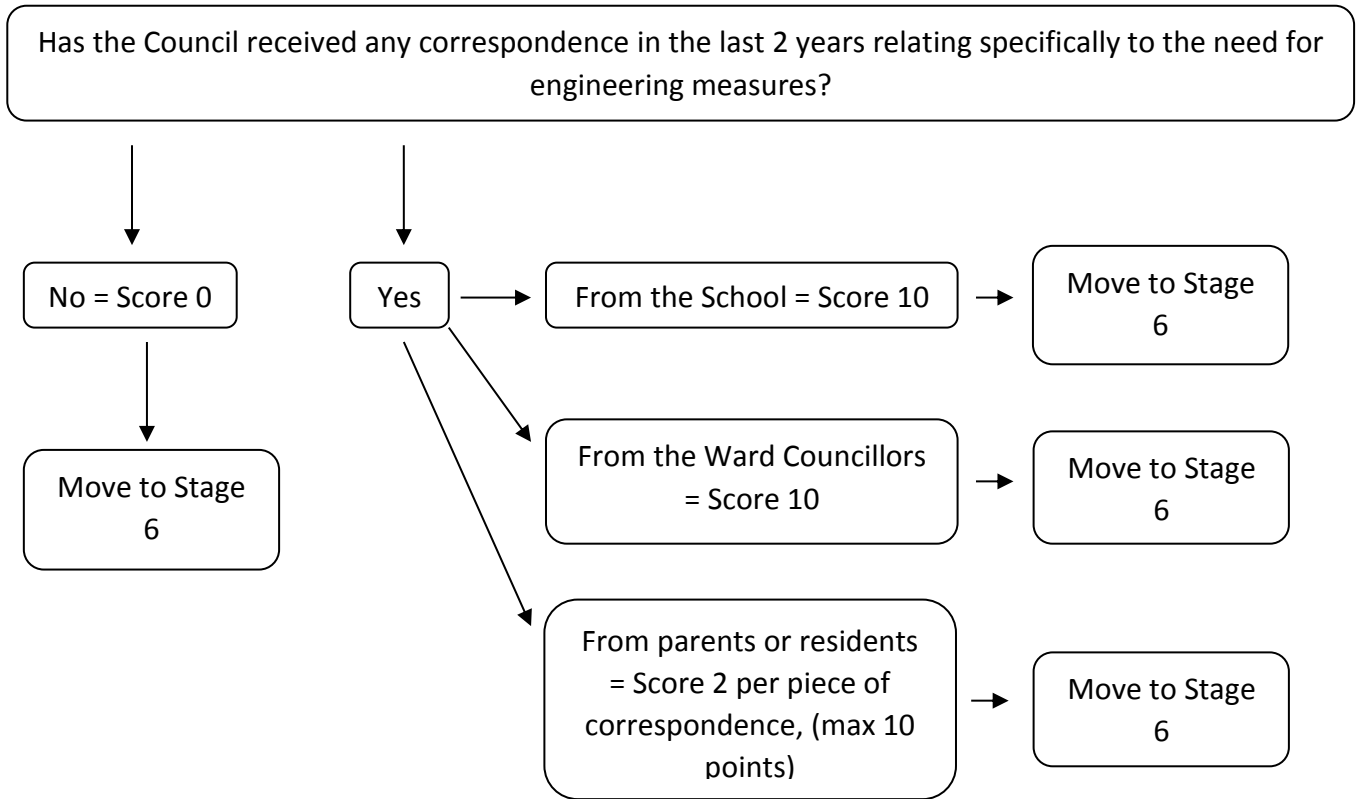 Has the Council received any correspondence in the last 2 years relating specifically to the need for
engineering measures?
No = Score 0
Yes
From the School = Score 10
Move to Stage
6
Move to Stage
6
From the Ward Councillors
= Score 10
Move to Stage
6
From parents or residents
= Score 2 per piece of
correspondence, (max 10
points)
Move to Stage
6